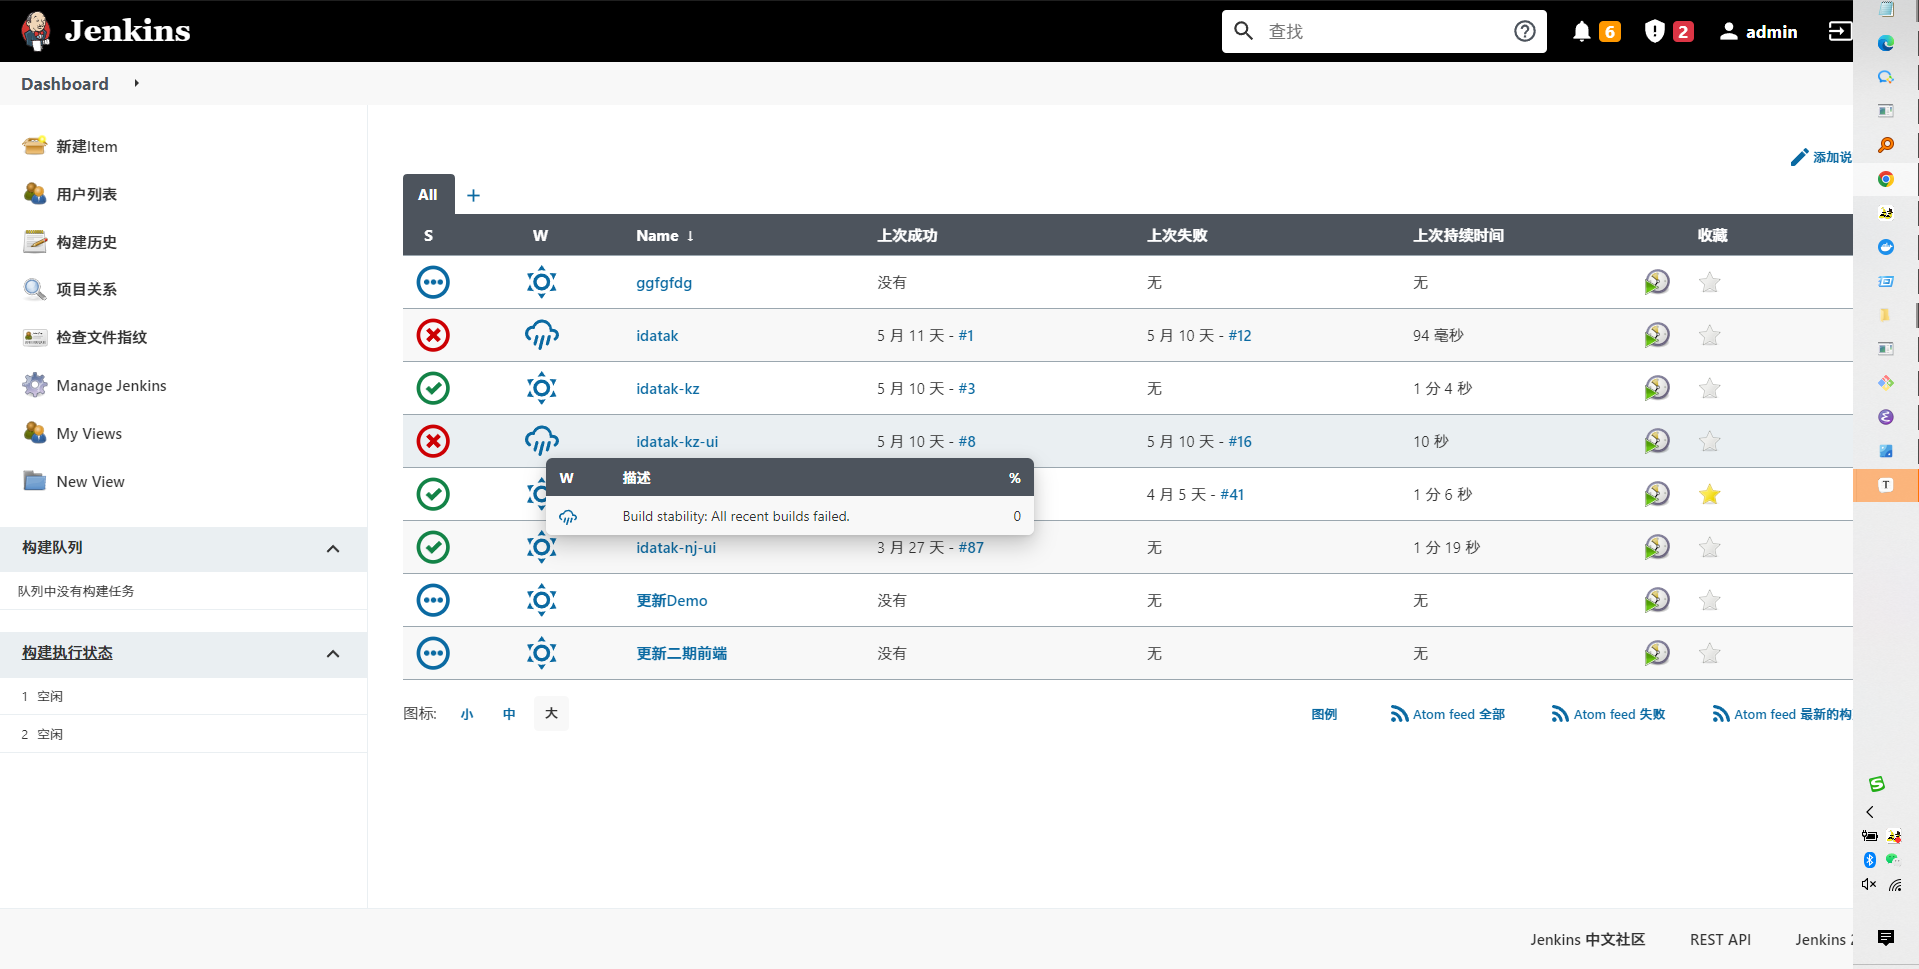 Jenkins
查找
6
2
admin
Dashboard
新建Item
用户列表
构建历史
项目关系
检查文件指纹
Manage Jenkins
My Views
New View
构建队列
队列中没有构建任务
构建执行状态
1 空闲
2 空闲
添加说
All +
S W Name ↓ 上次成功 上次失败 上次持续时间 收藏
ggfgfdg 没有 无 无
idatak 5 月 11 天 - #1 5 月 10 天 - #12 94 毫秒
idatak-kz 5 月 10 天 - #3 无 1 分 4 秒
idatak-kz-ui 5 月 10 天 - #8 5 月 10 天 - #16 10 秒
W 描述 %
Build stability: All recent builds failed. 0
4 月 5 天 - #41 1 分 6 秒
idatak-nj-ui 3 月 27 天 - #87 无 1 分 19 秒
更新Demo 没有 无 无
更新二期前端 没有 无 无
图标: 小 中 大
图例 Atom feed 全部 Atom feed 失败 Atom feed 最新的构
Jenkins 中文社区 REST API Jenkins 2
T